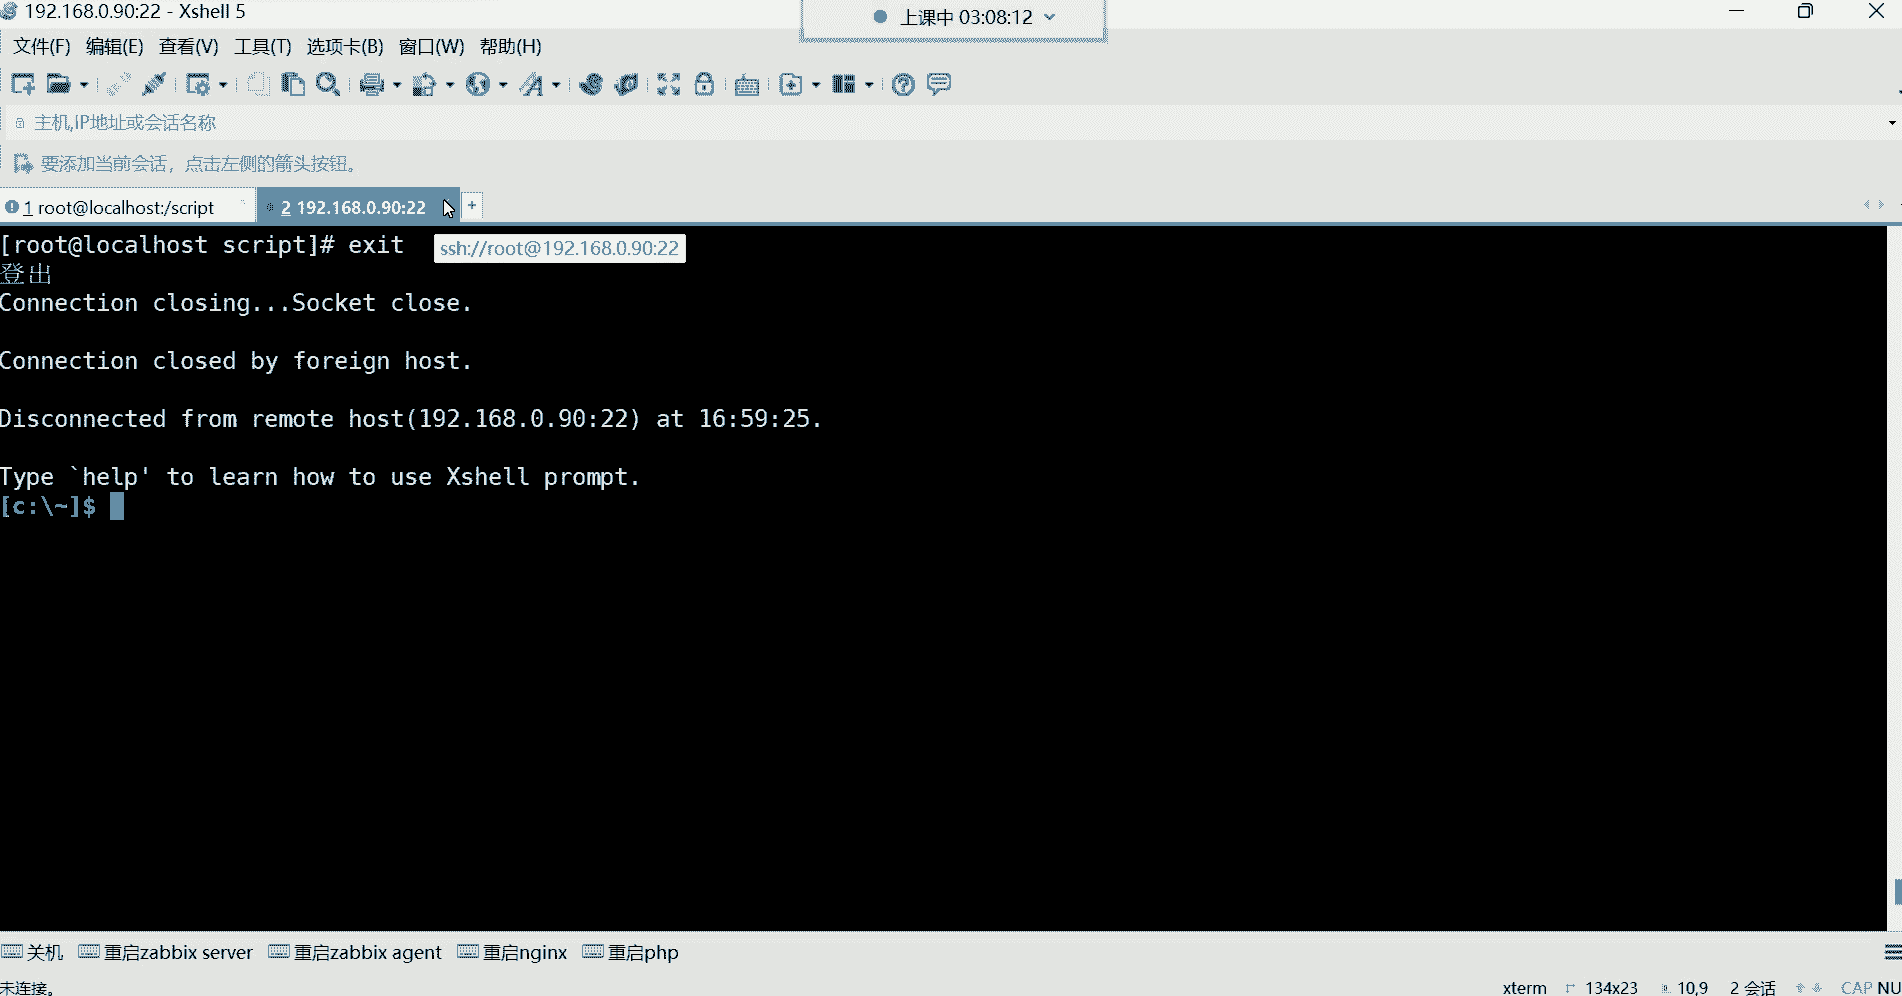 192.168.0.90:22 - Xshell 5
上课中 03:08:12
文件(F) 编辑(E) 查看(V) 工具(T) 选项卡(B) 窗口(W) 帮助(H)
主机,IP地址或会话名称
要添加当前会话，点击左侧的箭头按钮。
1 root@localhost:/script
2 192.168.0.90:22
[root@localhost script]# exit
ssh://root@192.168.0.90:22
登出
Connection closing...Socket close.
Connection closed by foreign host.
Disconnected from remote host(192.168.0.90:22) at 16:59:25.
Type `help' to learn how to use Xshell prompt.
[c:\~]$
关机 重启zabbix server 重启zabbix agent 重启nginx 重启php
未连接。
xterm 134x23 10,9 2 会话 CAP NU